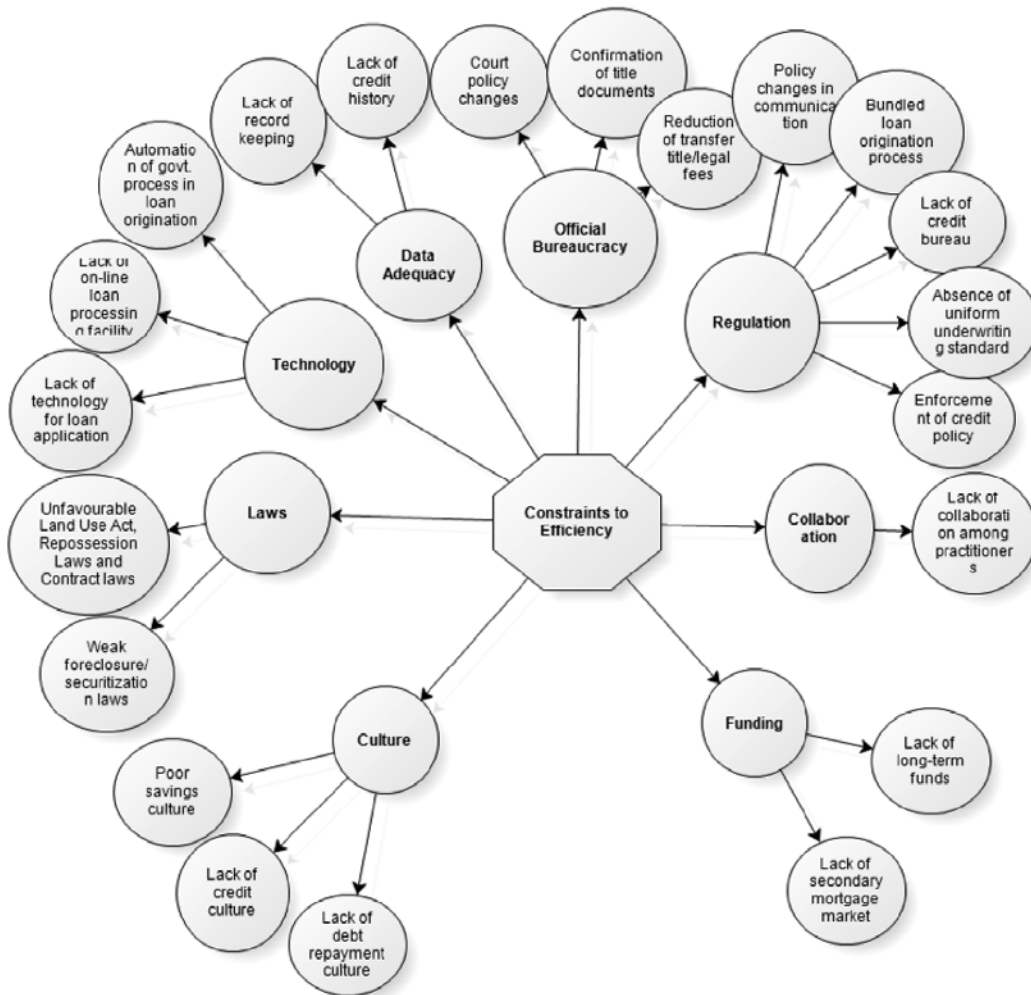 Lack of
credit
history
Court
policy
changes
Confirmation
of title
documents
Policy
changes in
communica
tion
Lack of
record
keeping
Reduction
of transfer
title/legal
fees
Bundled
loan
origination
process
Automatio
n of govt.
process in
loan
origination
Lack of
credit
bureau
Data
Adequacy
Official
Bureaucracy
Lack of
on-line loan
processin
g facility
Regulation
Absence of
uniform
underwritin
g standard
Technology
Lack of
technology
for loan
application
Enforceme
nt of credit
policy
Laws
Constraints to
Efficiency
Collabor
ation
Lack of
collaborati
on among
practitioner
s
Unfavourable
Land Use Act,
Repossession
Laws and
Contract laws
Weak
foreclosure/
securitizatio
n laws
Culture
Funding
Poor
savings
culture
Lack of
long-term
funds
Lack of
credit
culture
Lack of
secondary
mortgage
market
Lack of
debt
repayment
culture